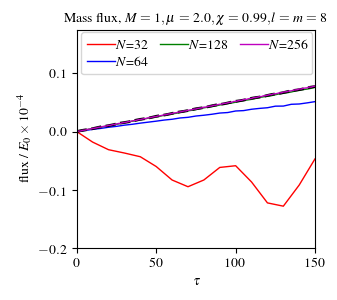 Mass flux, M = 1, μ = 2.0, χ = 0.99, l = m = 8
N=32 N=128 N=256
N=64
0.1
0.0
−0.1
−0.2
flux / E₀ × 10⁻⁴
0 50 100 150
τ